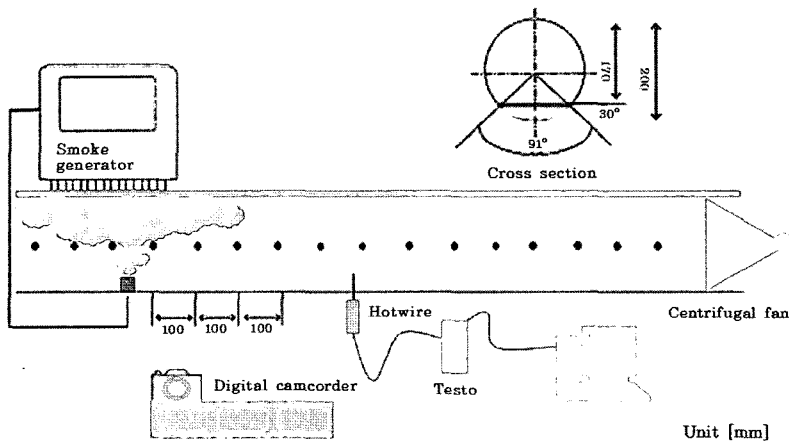 170
200
30°
91°
Cross section
Smoke
generator
100
100
100
Hotwire
Centrifugal fan
Digital camcorder
Testo
Unit [mm]